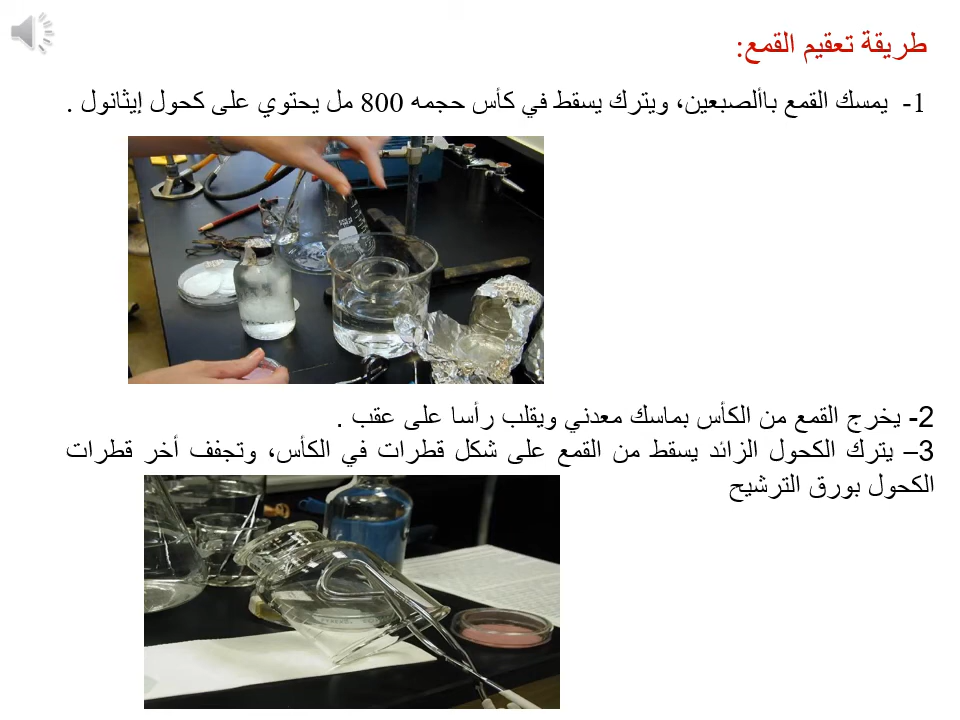 طريقة تعقيم القمع:
1- يمسك القمع باألصبعين، ويترك يسقط في كأس حجمه 800 مل يحتوي على كحول إيثانول .
2- يخرج القمع من الكأس بماسك معدني ويقلب رأسا على عقب .
3– يترك الكحول الزائد يسقط من القمع على شكل قطرات في الكأس، وتجفف أخر قطرات
الكحول بورق الترشيح